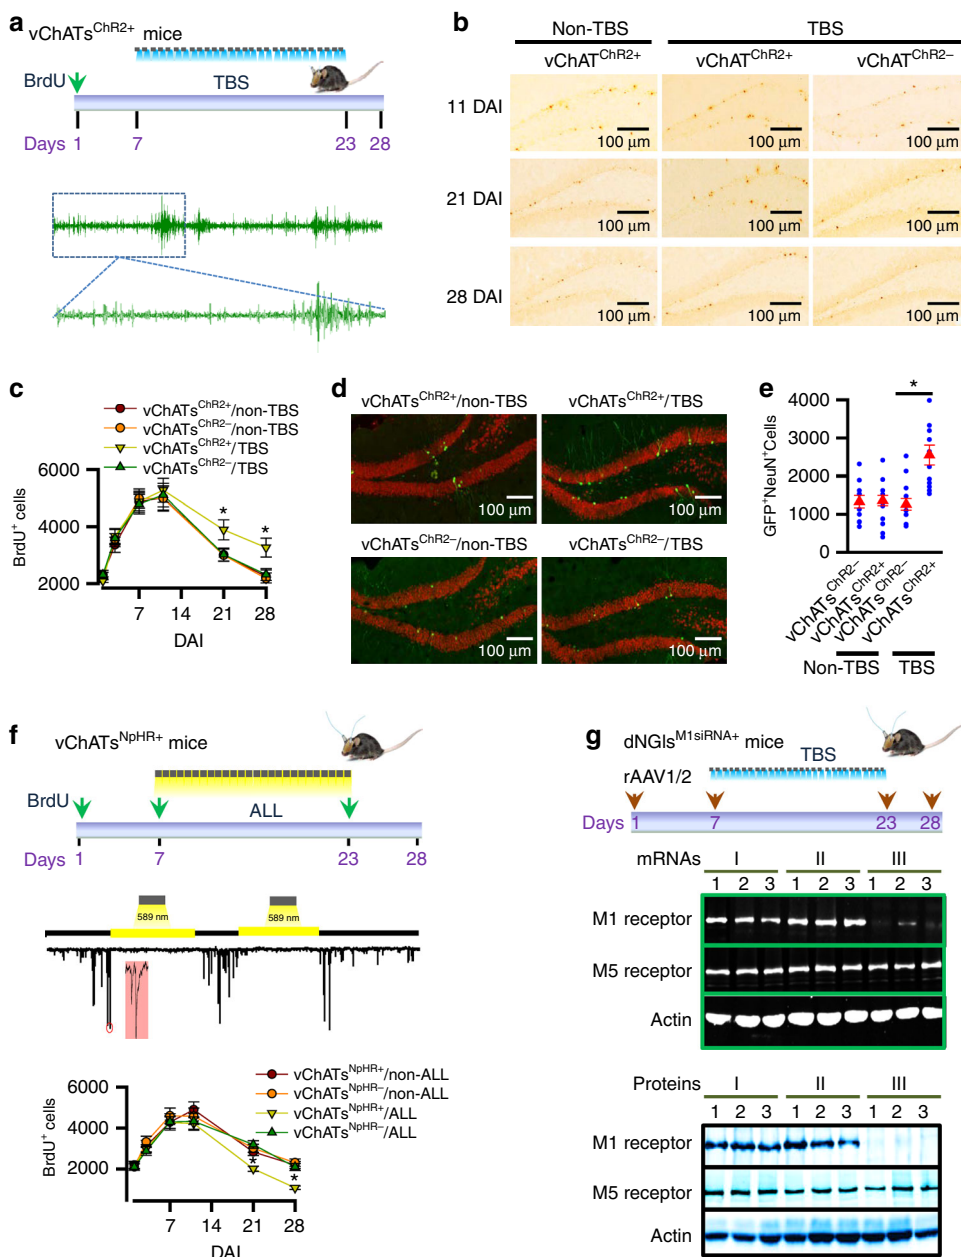 a
vChATs^ChR2+ mice
BrdU
TBS
Days 1 7 23 28
b
Non-TBS TBS
vChAT^ChR2+ vChAT^ChR2+ vChAT^ChR2−
11 DAI
100 μm 100 μm 100 μm
21 DAI
100 μm 100 μm 100 μm
28 DAI
100 μm 100 μm 100 μm
c
vChATs^ChR2+/non-TBS
vChATs^ChR2−/non-TBS
vChATs^ChR2+/TBS
vChATs^ChR2−/TBS
BrdU+ cells
6000
4000
2000
* *
7 14 21 28
DAI
d
vChATs^ChR2+/non-TBS vChATs^ChR2+/TBS
100 μm 100 μm
vChATs^ChR2−/non-TBS vChATs^ChR2−/TBS
100 μm 100 μm
e
*
GFP+NeuN+Cells
4000
3000
2000
1000
0
vChATs^ChR2−
vChATs^ChR2+
vChATs^ChR2−
vChATs^ChR2+
Non-TBS TBS
f
vChATs^NpHR+ mice
BrdU
ALL
Days 1 7 23 28
589 nm 589 nm
vChATs^NpHR+/non-ALL
vChATs^NpHR−/non-ALL
vChATs^NpHR+/ALL
vChATs^NpHR−/ALL
BrdU+ cells
6000
4000
2000
* *
7 14 21 28
DAI
g
dNGIs^M1siRNA+ mice
TBS
rAAV1/2
Days 1 7 23 28
mRNAs I II III
1 2 3 1 2 3 1 2 3
M1 receptor
M5 receptor
Actin
Proteins I II III
1 2 3 1 2 3 1 2 3
M1 receptor
M5 receptor
Actin